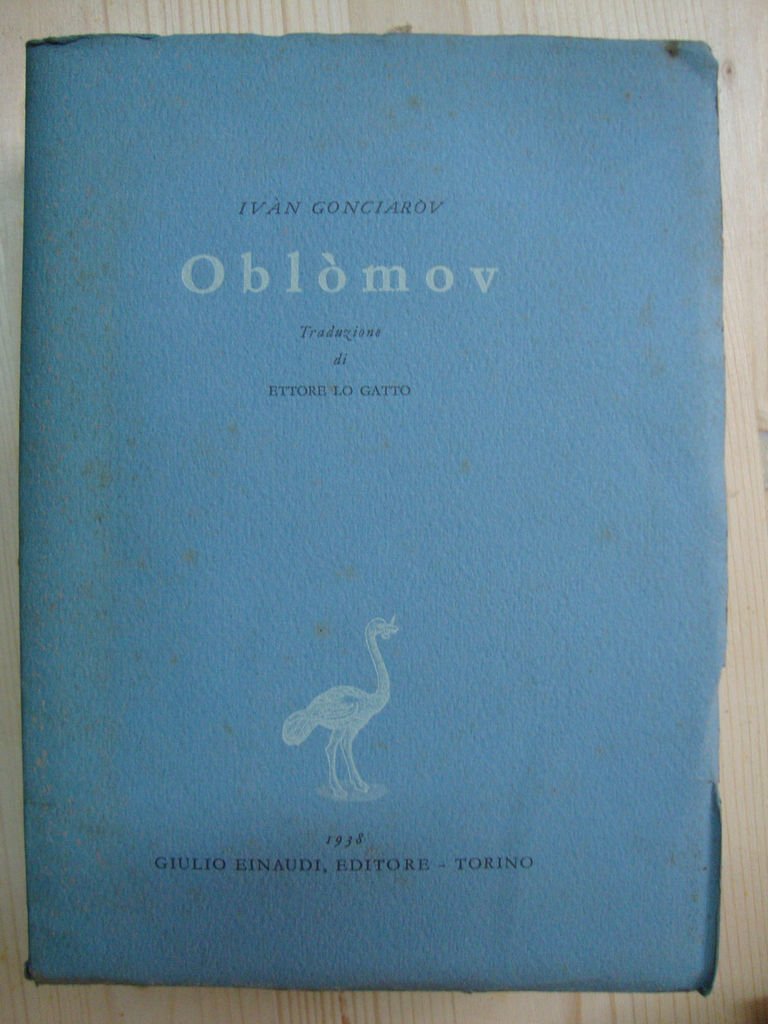 IVÀN GONCIARÒV
Oblòmov
Traduzione
di
ETTORE LO GATTO
1938
GIULIO EINAUDI, EDITORE - TORINO